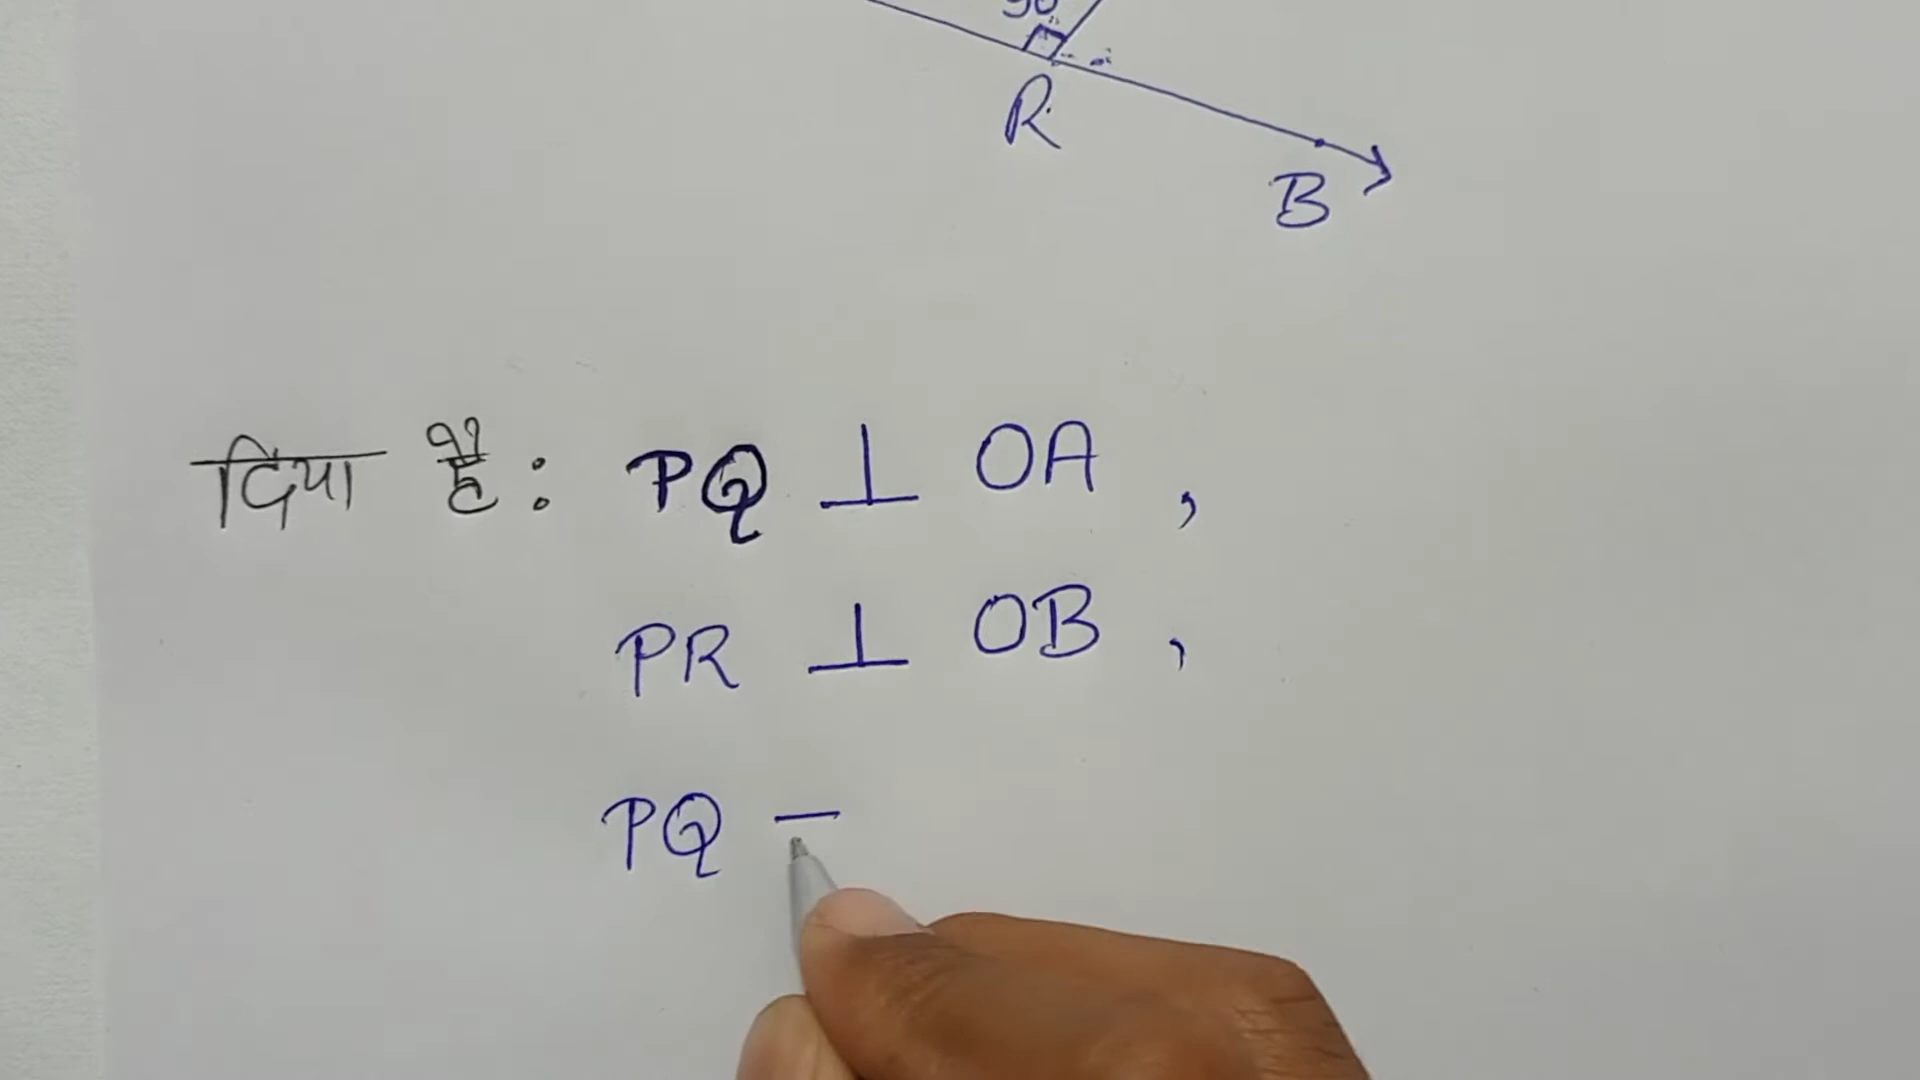 R
B
दिया है : PQ ⊥ OA ,
PR ⊥ OB ,
PQ —